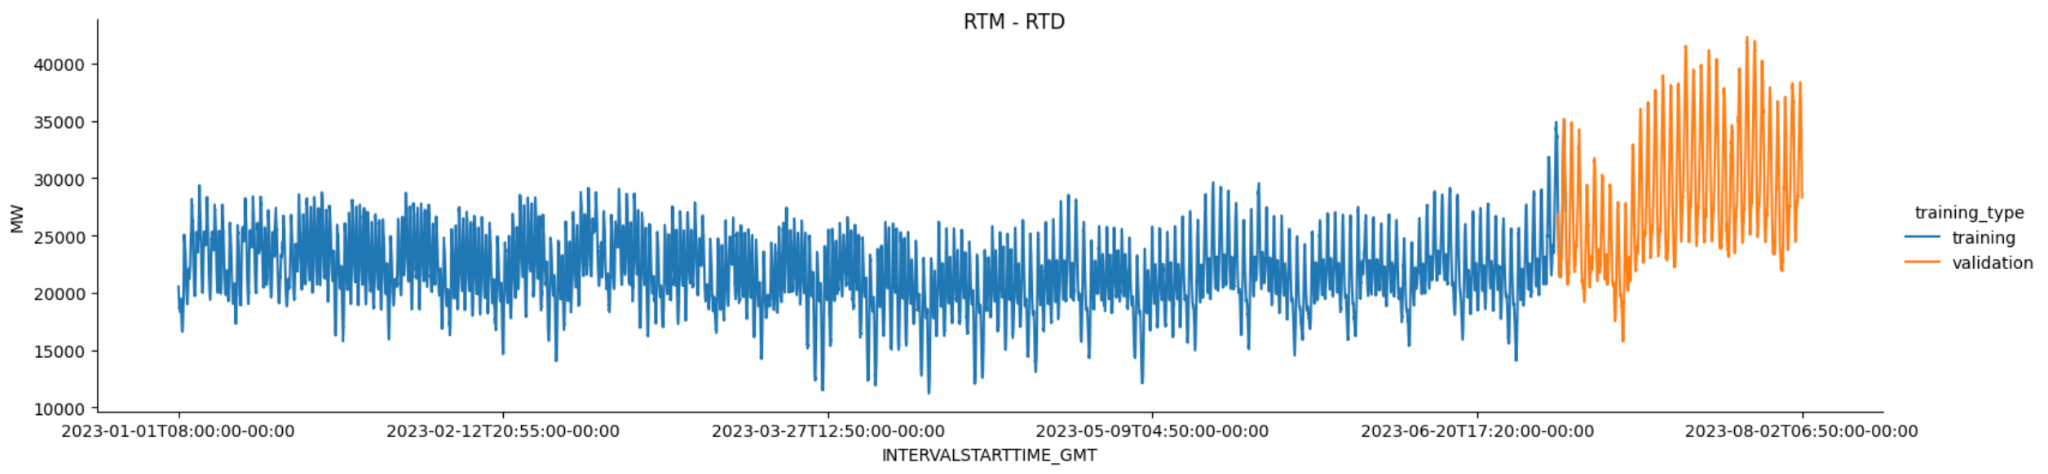 RTM - RTD
40000
35000
30000
25000
20000
15000
10000
MW
2023-01-01T08:00:00-00:00
2023-02-12T20:55:00-00:00
2023-03-27T12:50:00-00:00
2023-05-09T04:50:00-00:00
2023-06-20T17:20:00-00:00
2023-08-02T06:50:00-00:00
INTERVALSTARTTIME_GMT
training_type
training
validation